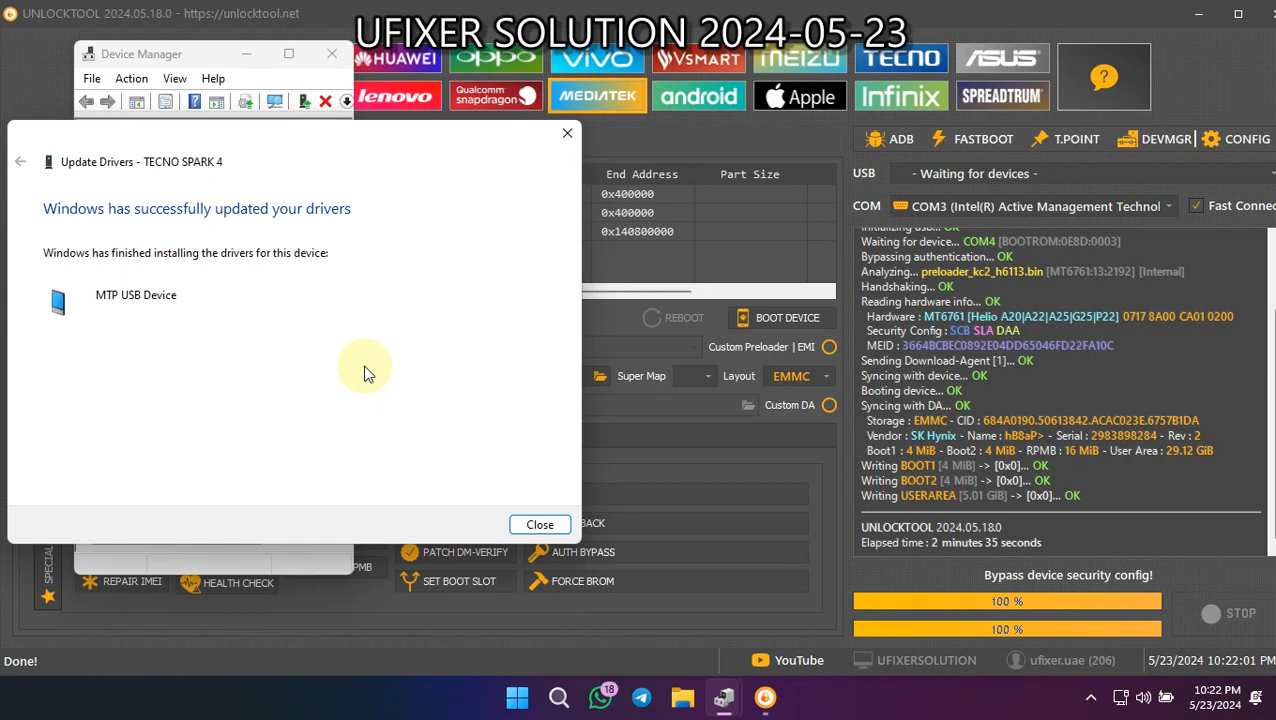 UNLOCKTOOL 2024.05.18.0 - https://unlocktool.net
UFIXER SOLUTION 2024-05-23
Device Manager
File Action View Help
HUAWEI oppo vivo VSMART MEIZU TECNO ASUS ?
lenovo Qualcomm snapdragon MEDIATEK android Apple Infinix SPREADTRUM
ADB FASTBOOT T.POINT DEVMGR CONFIG
Update Drivers - TECNO SPARK 4
Windows has successfully updated your drivers
Windows has finished installing the drivers for this device:
MTP USB Device
Close
End Address Part Size
0x400000
0x400000
0x140800000
REBOOT BOOT DEVICE
Custom Preloader | EMI
Super Map Layout EMMC
Custom DA
BACK
PATCH DM-VERIFY AUTH BYPASS
REPAIR IMEI HEALTH CHECK PMB SET BOOT SLOT FORCE BROM
SPECIAL
USB - Waiting for devices -
COM COM3 (Intel(R) Active Management Technol Fast Connec
Waiting for device... COM4 [BOOTROM:0E8D:0003]
Bypassing authentication... OK
Analyzing... preloader_kc2_h6113.bin [MT6761:13:2192] [Internal]
Handshaking... OK
Reading hardware info... OK
Hardware : MT6761 [Helio A20|A22|A25|G25|P22] 0717 8A00 CA01 0200
Security Config : SCB SLA DAA
MEID : 3664BCBEC0892E04DD65046FD22FA10C
Sending Download-Agent [1]... OK
Syncing with device... OK
Booting device... OK
Syncing with DA... OK
Storage : EMMC - CID : 684A0190.50613842.ACAC023E.6757B1DA
Vendor : SK Hynix - Name : hB8aP> - Serial : 2983898284 - Rev : 2
Boot1 : 4 MiB - Boot2 : 4 MiB - RPMB : 16 MiB - User Area : 29.12 GiB
Writing BOOT1 [4 MiB] -> [0x0]... OK
Writing BOOT2 [4 MiB] -> [0x0]... OK
Writing USERAREA [5.01 GiB] -> [0x0]... OK
UNLOCKTOOL 2024.05.18.0
Elapsed time : 2 minutes 35 seconds
Bypass device security config!
100 %
100 %
STOP
Done! YouTube UFIXERSOLUTION ufixer.uae (206) 5/23/2024 10:22:01 PM
18
10:22 PM
5/23/2024